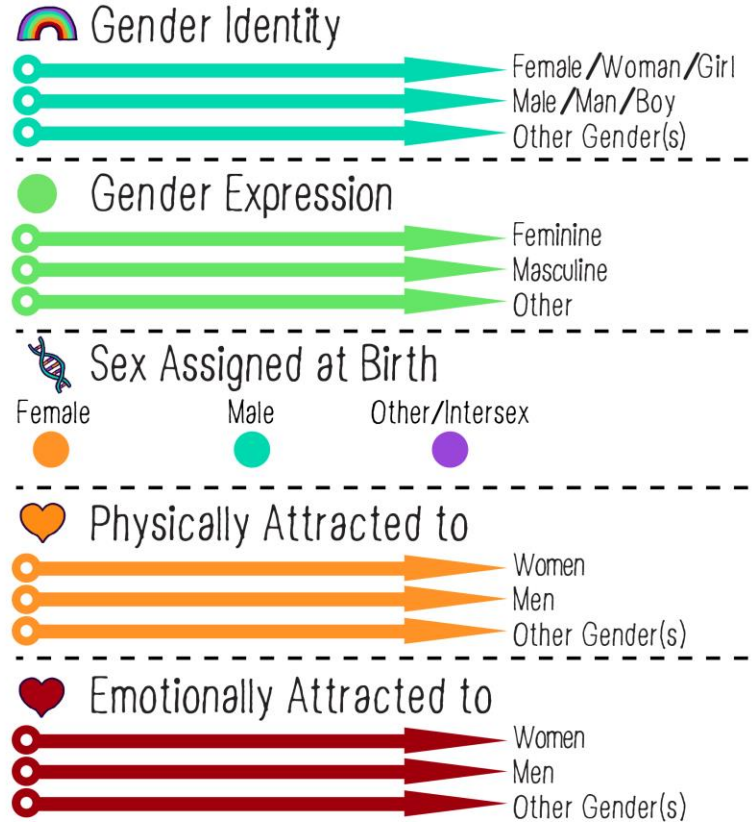 Gender Identity
Female/Woman/Girl
Male/Man/Boy
Other Gender(s)
Gender Expression
Feminine
Masculine
Other
Sex Assigned at Birth
Female Male Other/Intersex
Physically Attracted to
Women
Men
Other Gender(s)
Emotionally Attracted to
Women
Men
Other Gender(s)